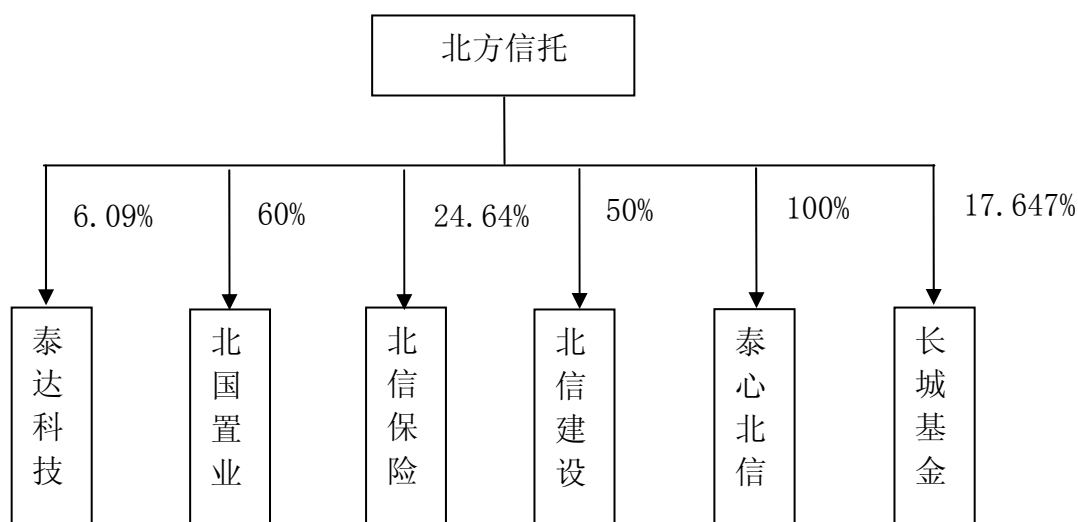 北方信托
6.09%
60%
24.64%
50%
100%
17.647%
泰达科技
北国置业
北信保险
北信建设
泰心北信
长城基金